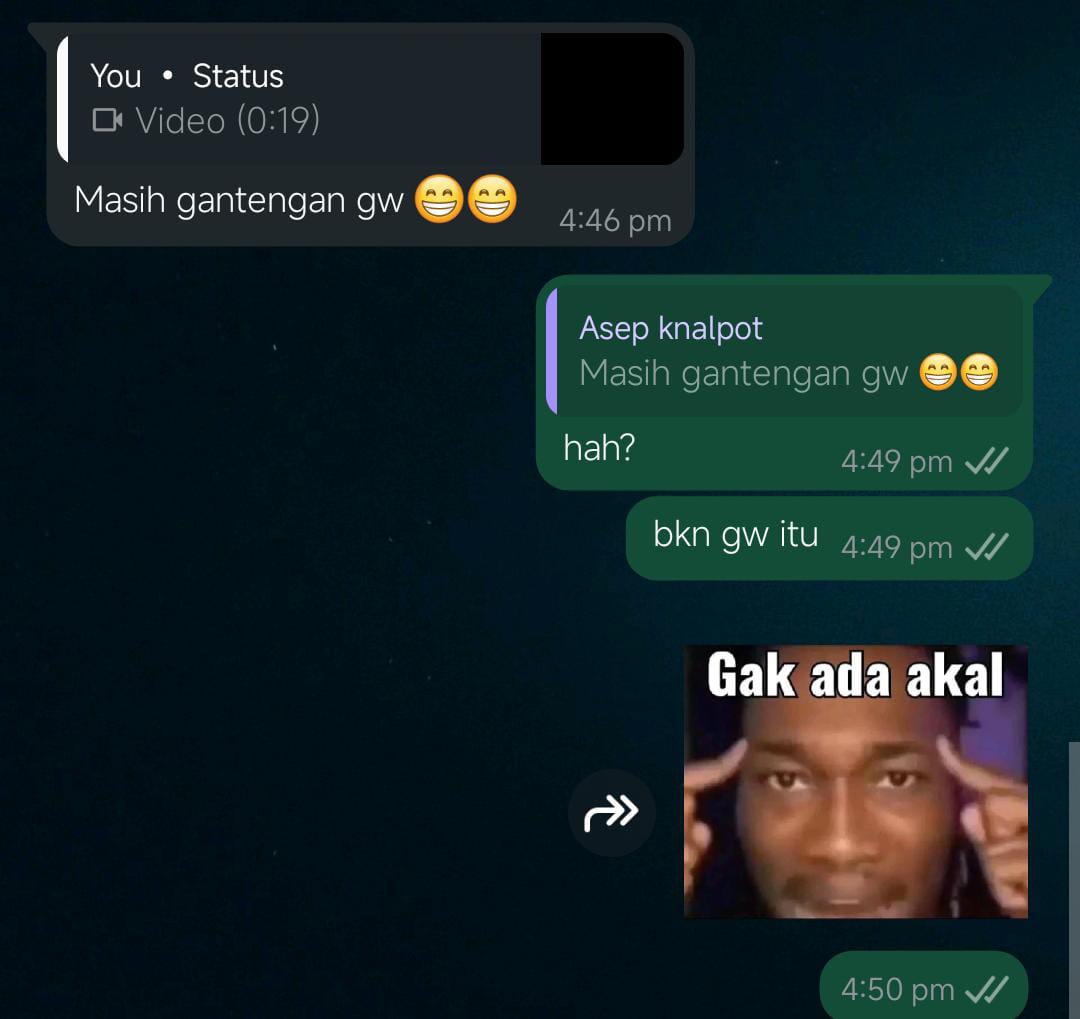 You • Status
Video (0:19)
Masih gantengan gw 😁😁
4:46 pm
Asep knalpot
Masih gantengan gw 😁😁
hah?
4:49 pm
bkn gw itu
4:49 pm
Gak ada akal
4:50 pm